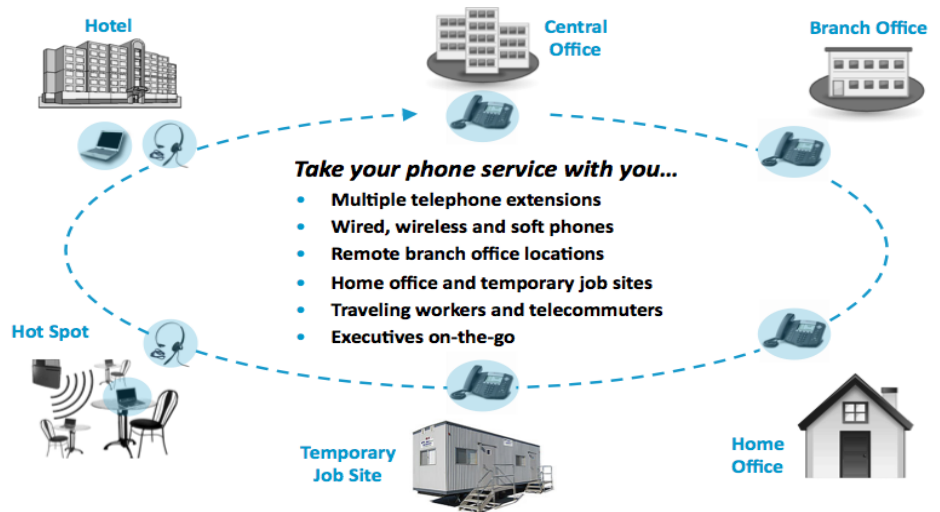 Hotel
Central
Office
Branch Office
Take your phone service with you...
• Multiple telephone extensions
• Wired, wireless and soft phones
• Remote branch office locations
• Home office and temporary job sites
• Traveling workers and telecommuters
• Executives on-the-go
Hot Spot
Temporary
Job Site
Home
Office